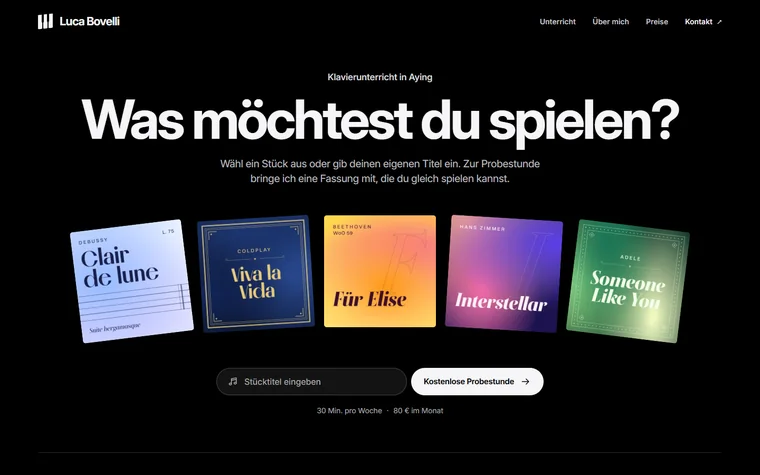 Luca Bovelli
Unterricht
Über mich
Preise
Kontakt ↗
Klavierunterricht in Aying
Was möchtest du spielen?
Wähl ein Stück aus oder gib deinen eigenen Titel ein. Zur Probestunde
bringe ich eine Fassung mit, die du gleich spielen kannst.
DEBUSSY
L. 75
Clair
de lune
Suite bergamasque
COLDPLAY
Viva la
Vida
BEETHOVEN
WoO 59
Für Elise
HANS ZIMMER
Interstellar
ADELE
Someone
Like You
Stücktitel eingeben
Kostenlose Probestunde →
30 Min. pro Woche · 80 € im Monat